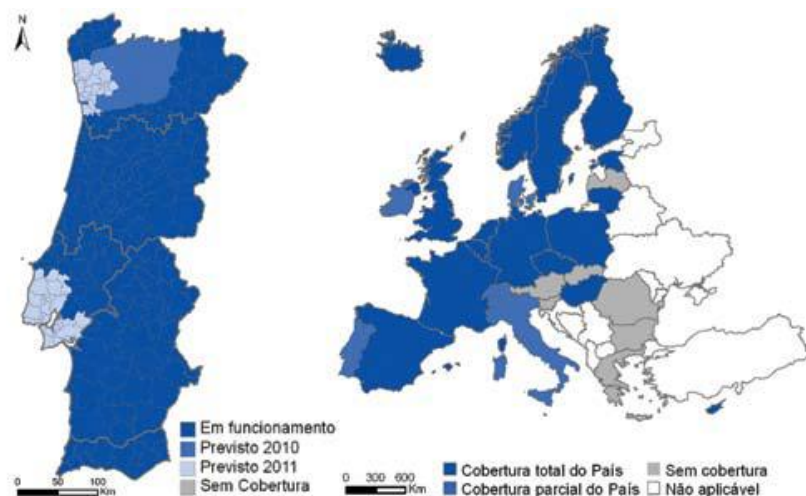 N
Em funcionamento
Previsto 2010
Previsto 2011
Sem Cobertura
0 50 100
Km
0 300 600
Km
Cobertura total do País
Cobertura parcial do País
Sem cobertura
Não aplicável